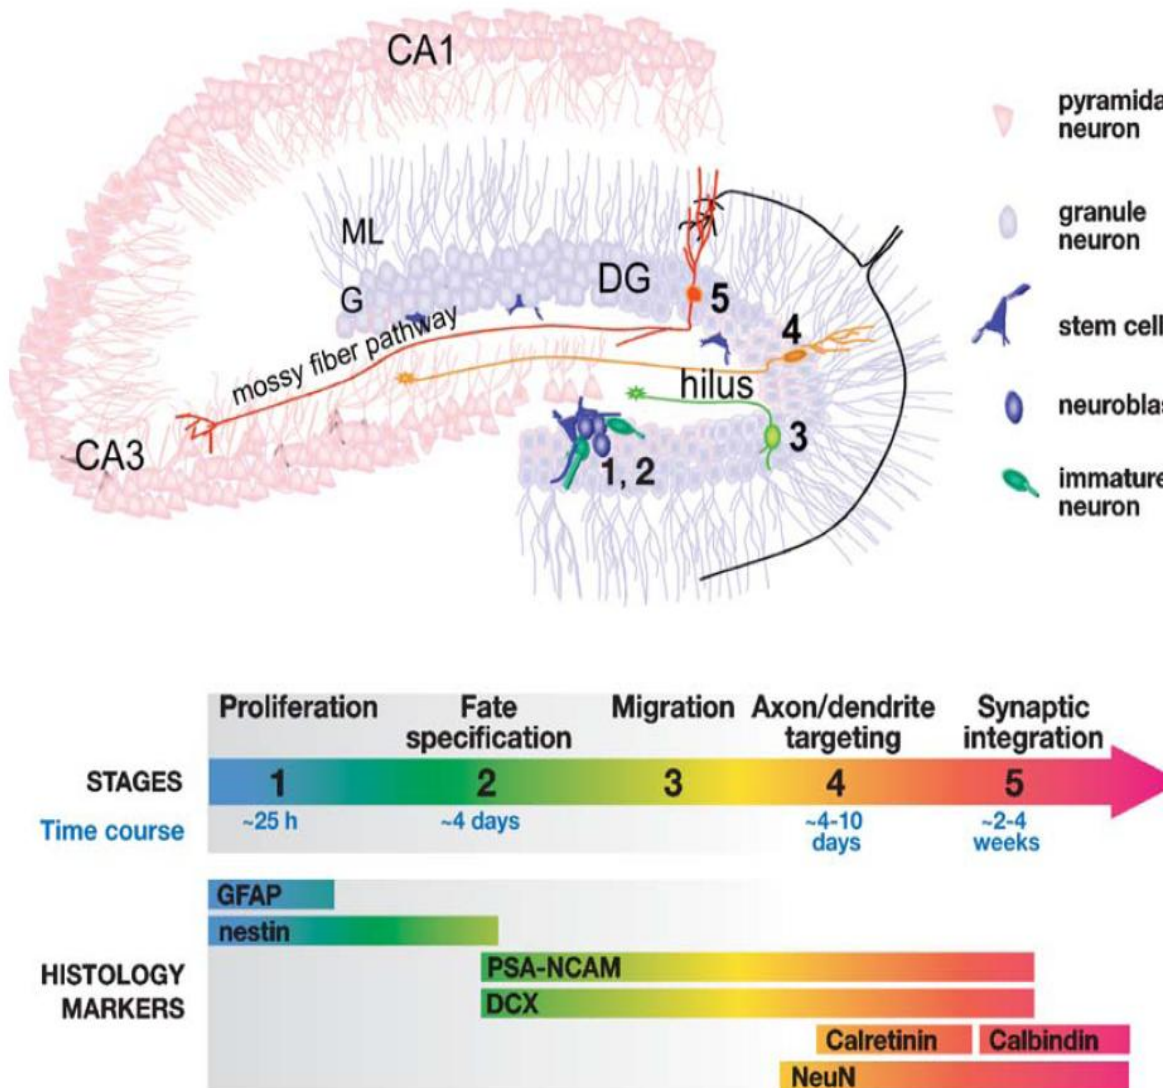 CA1
ML
G
DG
5
4
mossy fiber pathway
hilus
3
CA3
1, 2
pyramida
neuron
granule
neuron
stem cell
neuroblas
immature
neuron
Proliferation
Fate
specification
Migration
Axon/dendrite
targeting
Synaptic
integration
STAGES
1
2
3
4
5
Time course
~25 h
~4 days
~4-10
days
~2-4
weeks
GFAP
nestin
HISTOLOGY
MARKERS
PSA-NCAM
DCX
Calretinin
Calbindin
NeuN